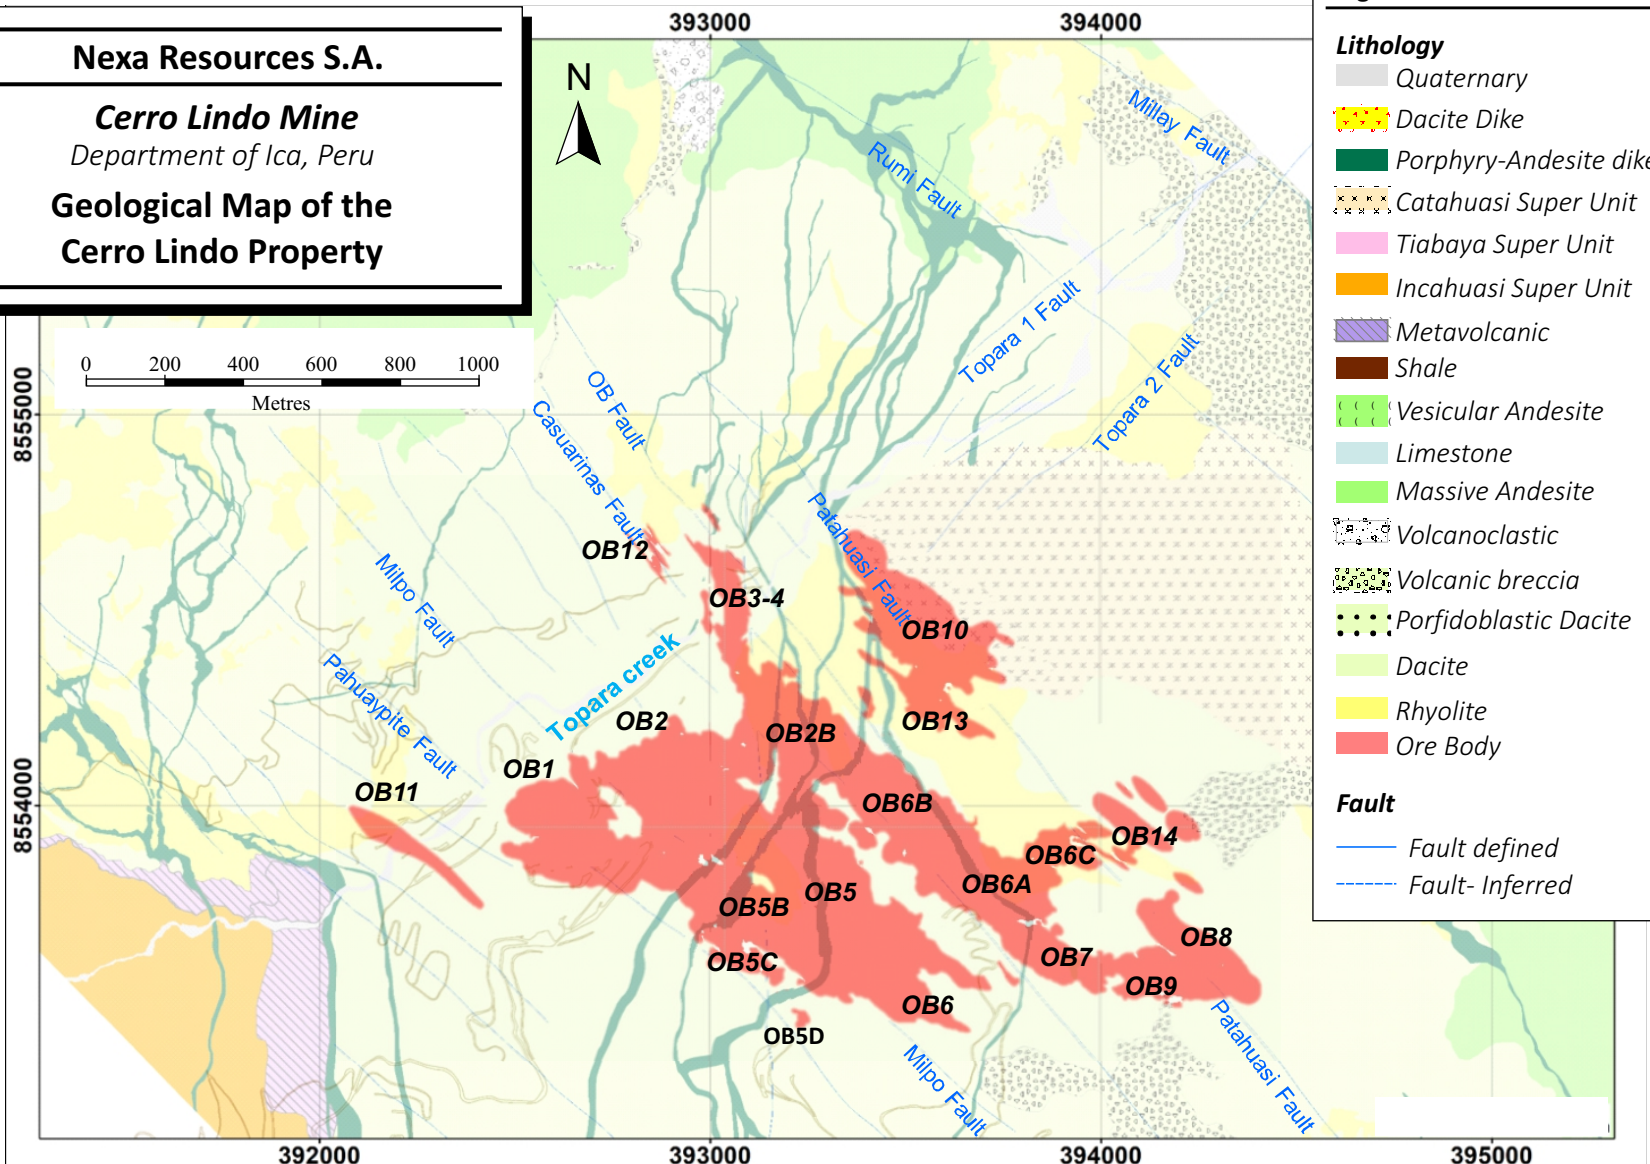 Nexa Resources S.A.
Cerro Lindo Mine
Department of Ica, Peru
Geological Map of the
Cerro Lindo Property
N
393000
394000
0 200 400 600 800 1000
Metres
8555000
8554000
392000
393000
394000
395000
Millay Fault
Rumi Fault
Topara 1 Fault
Topara 2 Fault
OB Fault
Casuarinas Fault
Patahuasi Fault
Milpo Fault
Pahuaypite Fault
Topara creek
OB12
OB3-4
OB10
OB2
OB2B
OB13
OB1
OB11
OB6B
OB14
OB6C
OB6A
OB5
OB5B
OB8
OB5C
OB7
OB9
OB6
OB5D
Milpo Fault
Patahuasi Fault
Lithology
Quaternary
Dacite Dike
Porphyry-Andesite dike
Catahuasi Super Unit
Tiabaya Super Unit
Incahuasi Super Unit
Metavolcanic
Shale
Vesicular Andesite
Limestone
Massive Andesite
Volcanoclastic
Volcanic breccia
Porfidoblastic Dacite
Dacite
Rhyolite
Ore Body
Fault
Fault defined
Fault- Inferred